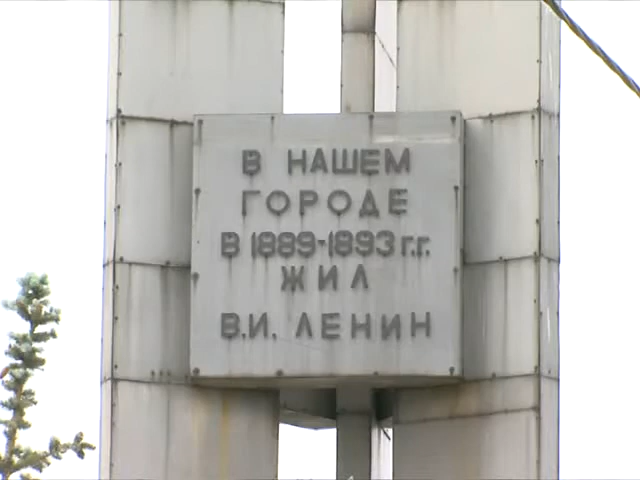 В НАШЕМ
ГОРОДЕ
В 1889-1893 г.г.
ЖИЛ
В.И. ЛЕНИН